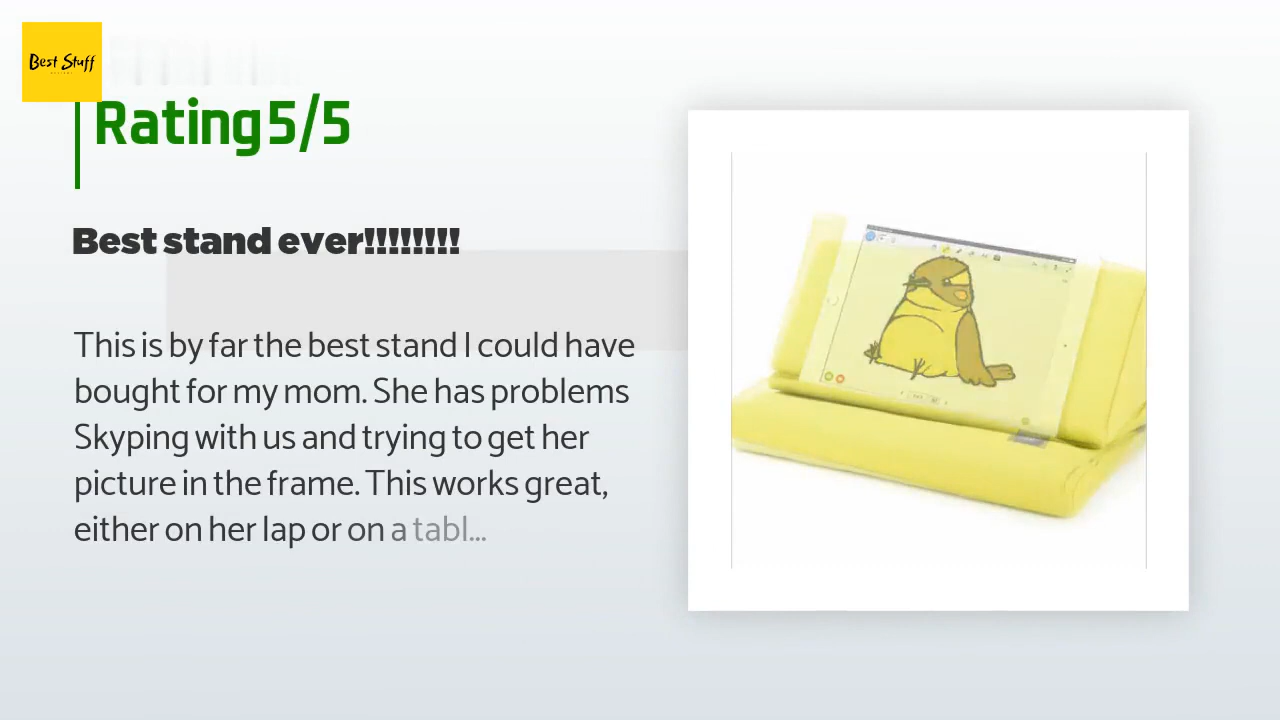 Best Stuff
Rating 5/5
Best stand ever!!!!!!!!
This is by far the best stand I could have
bought for my mom. She has problems
Skyping with us and trying to get her
picture in the frame. This works great,
either on her lap or on a tabl...